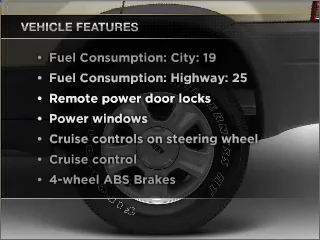 VEHICLE FEATURES
• Fuel Consumption: City: 19
• Fuel Consumption: Highway: 25
• Remote power door locks
• Power windows
• Cruise controls on steering wheel
• Cruise control
• 4-wheel ABS Brakes